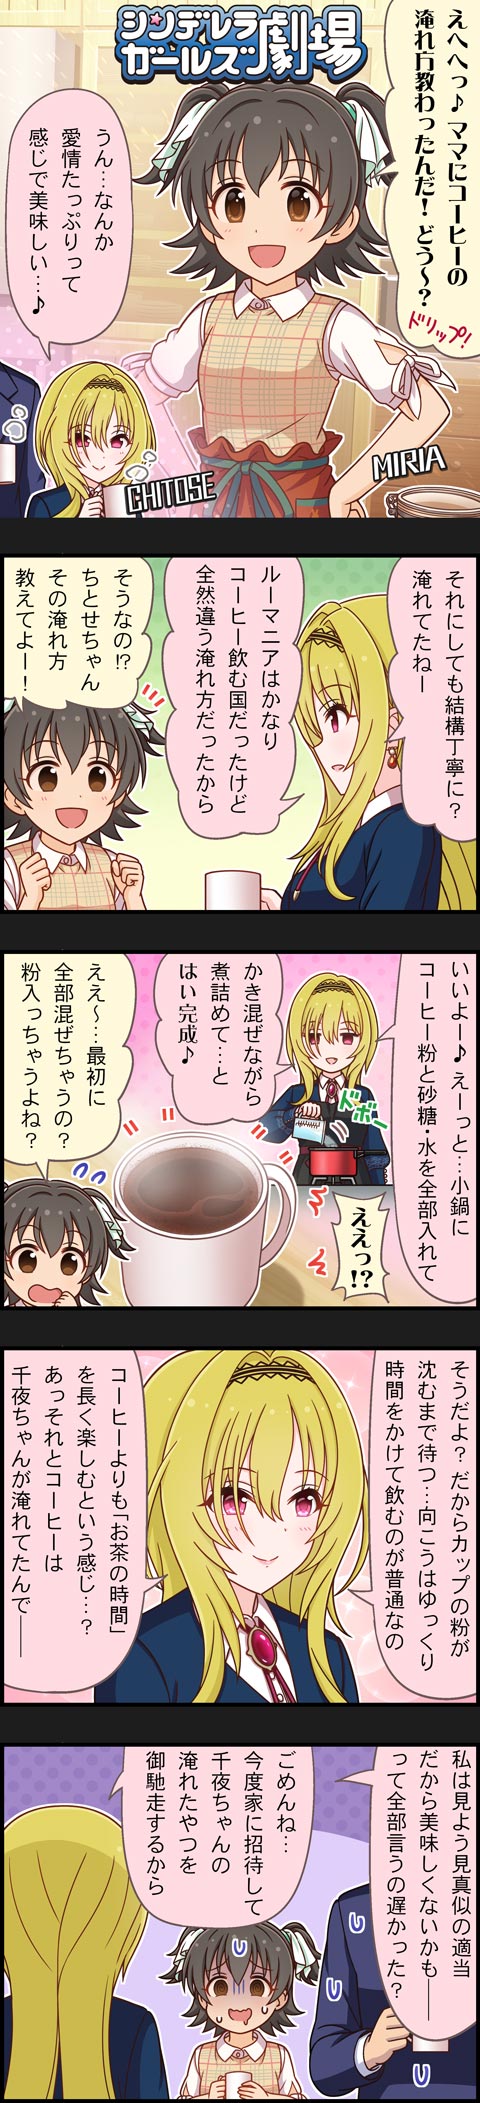 シンデレラ
ガールズ劇場
えへへっ♪ ママにコーヒーの
淹れ方教わったんだ！どう〜？
ドリップ！
うん…なんか
愛情たっぷりって
感じで美味しい…♪
CHITOSE
MIRIA
それにしても結構丁寧に？
淹れてたねー
ルーマニアはかなり
コーヒー飲む国だったけど
全然違う淹れ方だったから
そうなの!?
ちとせちゃん
その淹れ方
教えてよー！
いいよー♪ えーっと…小鍋に
コーヒー粉と砂糖・水を全部入れて
ドボー
かき混ぜながら
煮詰めて…と
はい完成♪
ええっ!?
ええ〜…最初に
全部混ぜちゃうの？
粉入っちゃうよね？
そうだよ？だからカップの粉が
沈むまで待つ…向こうはゆっくり
時間をかけて飲むのが普通なの
コーヒーよりも「お茶の時間」
を長く楽しむという感じ…？
あっそれとコーヒーは
千夜ちゃんが淹れてたんで――
私は見よう見真似の適当
だから美味しくないかも――
って全部言うの遅かった？
ごめんね…
今度家に招待して
千夜ちゃんの
淹れたやつを
御馳走するから